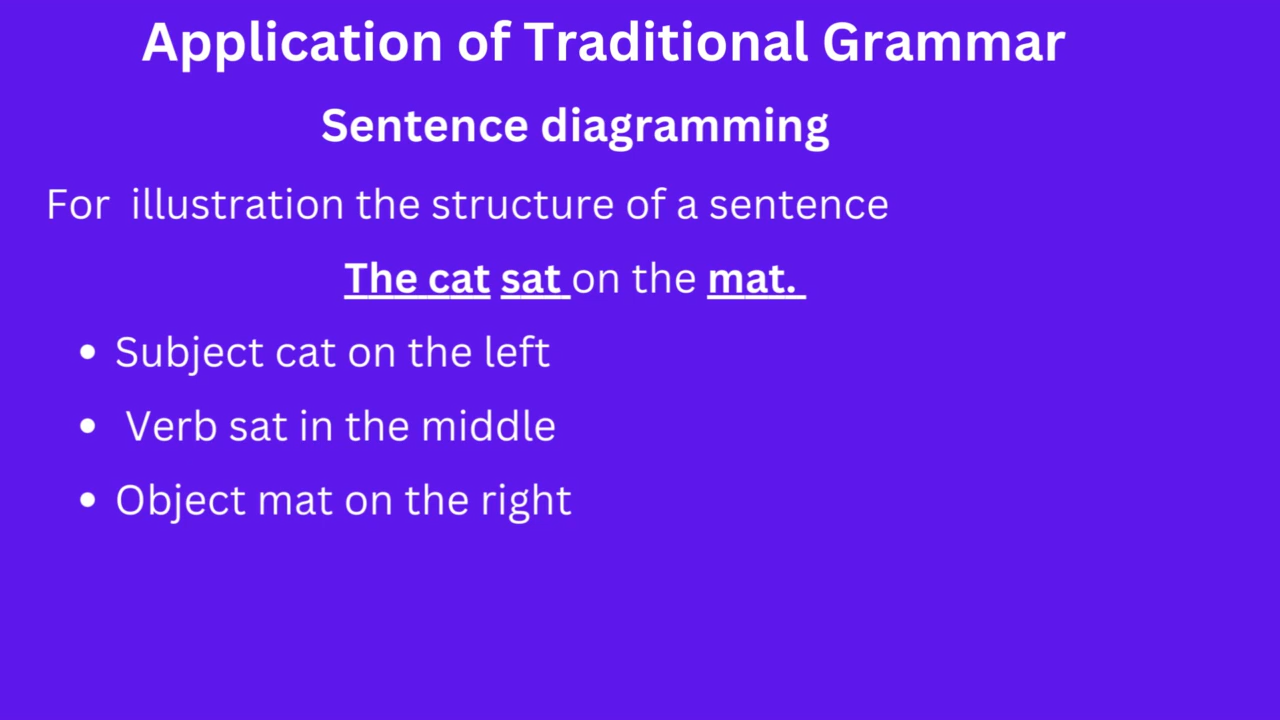 Application of Traditional Grammar
Sentence diagramming
For illustration the structure of a sentence
The cat sat on the mat.
• Subject cat on the left
• Verb sat in the middle
• Object mat on the right